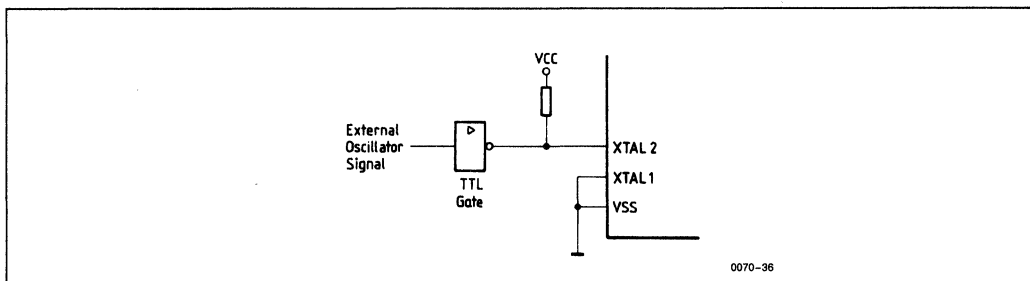 VCC
External
Oscillator
Signal
TTL
Gate
XTAL 2
XTAL 1
VSS
0070-36